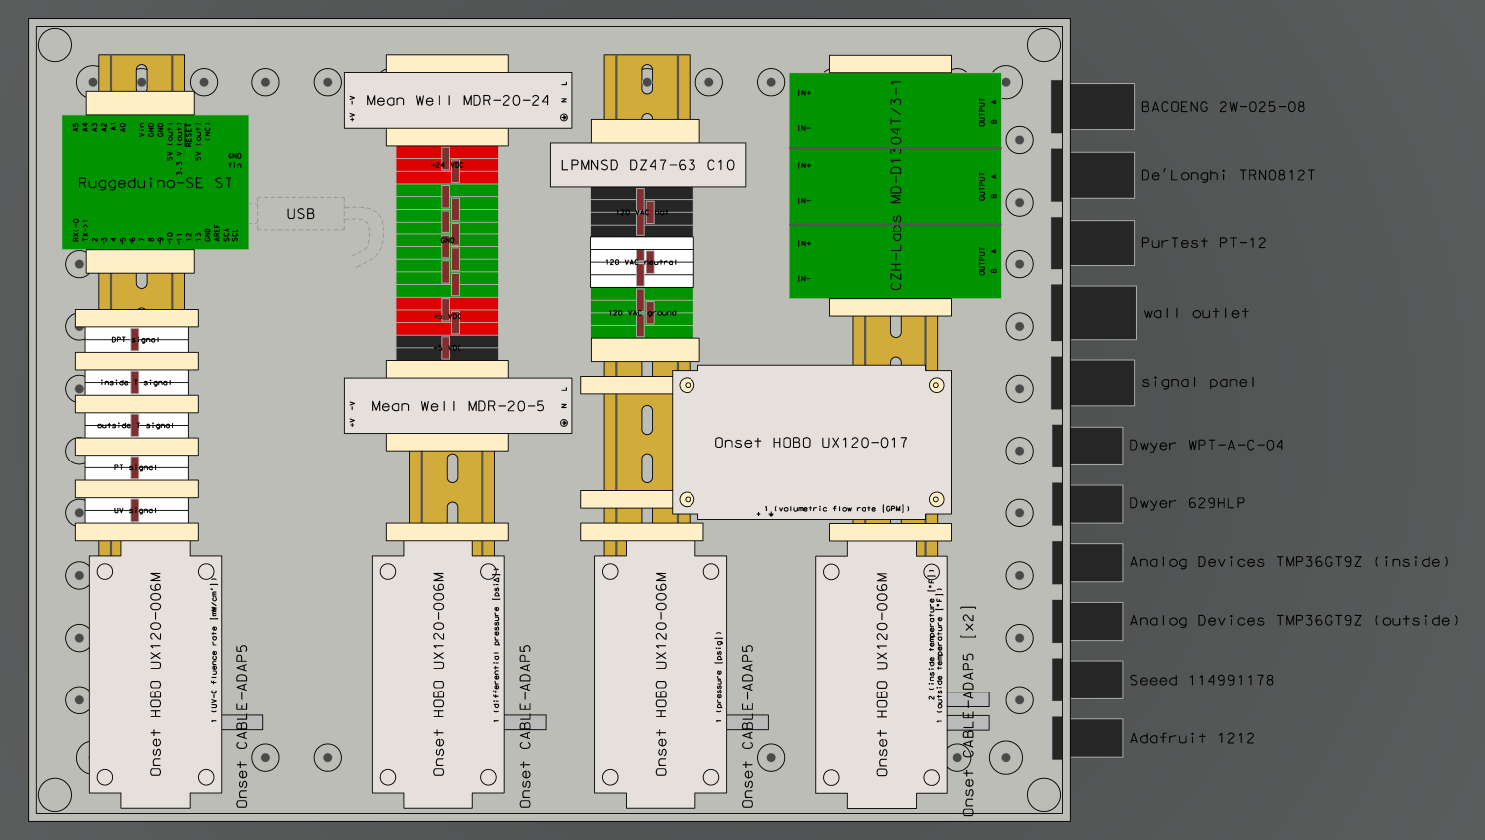 A5
A4
A3
A2
A1
A0
Vin
GND
GND
5V (out)
3.3 V (out)
RESET
5V (out)
(NC)
GND
Vin
Ruggeduino-SE ST
RX<-0
TX->1
2
~3
4
~5
~6
7
8
~9
~10
~11
12
13
GND
AREF
SDA
SCL
USB
DPT signal
inside T signal
outside T signal
PT signal
UV signal
-V
+V
Mean Well MDR-20-24
L
N
+24 VDC
GND
+5 VDC
+5 VDC
-V
+V
Mean Well MDR-20-5
L
N
LPMNSD DZ47-63 C10
120 VAC hot
120 VAC neutral
120 VAC ground
IN+
IN-
IN+
IN-
IN+
IN-
CZH-Labs MD-D1304T/3-1
OUTPUT
B A
OUTPUT
B A
OUTPUT
B A
Onset HOBO UX120-017
+ 1 (volumetric flow rate [GPM])
Onset HOBO UX120-006M
1 (UV-C fluence rate [mW/cm²])
Onset CABLE-ADAP5
Onset HOBO UX120-006M
1 (differential pressure [psid])
Onset CABLE-ADAP5
Onset HOBO UX120-006M
1 (pressure [psig])
Onset CABLE-ADAP5
Onset HOBO UX120-006M
2 (inside temperature [°F])
1 (outside temperature [°F])
Onset CABLE-ADAP5 [x2]
BACOENG 2W-025-08
De'Longhi TRN0812T
PurTest PT-12
wall outlet
signal panel
Dwyer WPT-A-C-04
Dwyer 629HLP
Analog Devices TMP36GT9Z (inside)
Analog Devices TMP36GT9Z (outside)
Seeed 114991178
Adafruit 1212